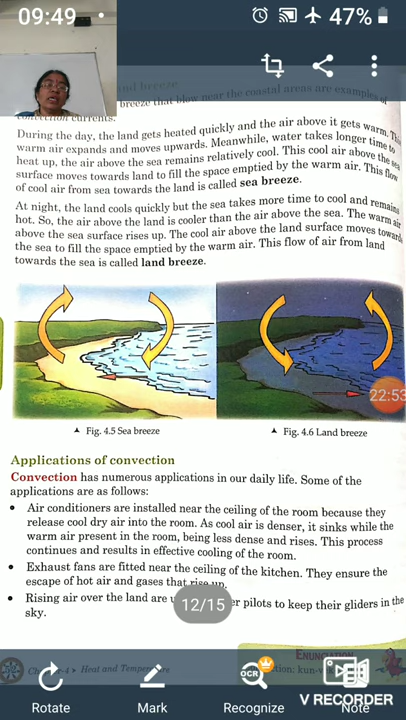 09:49
47%
and breeze
breeze that blow near the coastal areas are examples of
convection currents.
During the day, the land gets heated quickly and the air above it gets warm. This
warm air expands and moves upwards. Meanwhile, water takes longer time to
heat up, the air above the sea remains relatively cool. This cool air above the sea
surface moves towards land to fill the space emptied by the warm air. This flow
of cool air from sea towards the land is called sea breeze.
At night, the land cools quickly but the sea takes more time to cool and remains
hot. So, the air above the land is cooler than the air above the sea. The warm air
above the sea surface rises up. The cool air above the land surface moves towards
the sea to fill the space emptied by the warm air. This flow of air from land
towards the sea is called land breeze.
22:53
▲ Fig. 4.5 Sea breeze
▲ Fig. 4.6 Land breeze
Applications of convection
Convection has numerous applications in our daily life. Some of the
applications are as follows:
• Air conditioners are installed near the ceiling of the room because they
release cool dry air into the room. As cool air is denser, it sinks while the
warm air present in the room, being less dense and rises. This process
continues and results in effective cooling of the room.
• Exhaust fans are fitted near the ceiling of the kitchen. They ensure the
escape of hot air and gases that rise up.
• Rising air over the land are er pilots to keep their gliders in the
sky.
12/15
ENUNCIATION
4 > Heat and Temperature
OCR
V RECORDER
Rotate
Mark
Recognize
Note